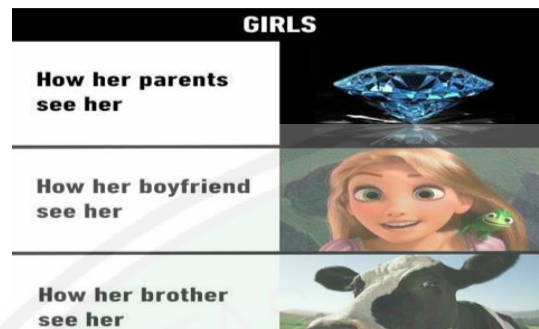 GIRLS
How her parents
see her
How her boyfriend
see her
How her brother
see her